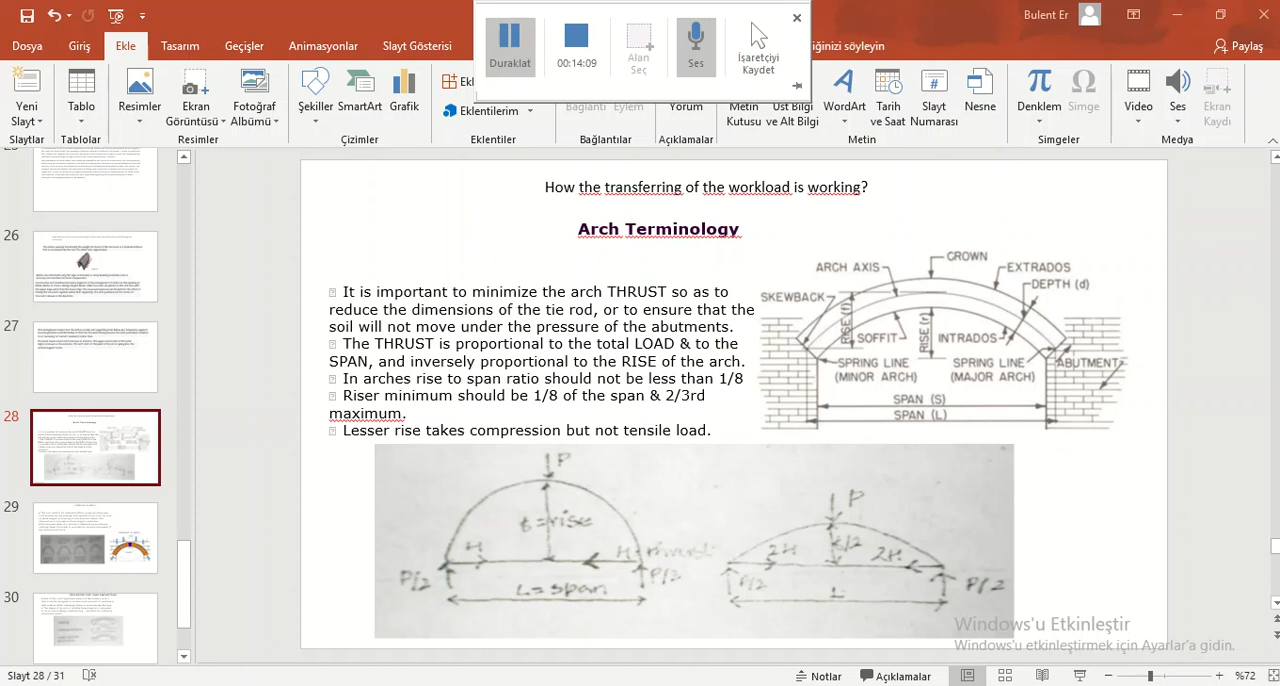 Bulent Er
Dosya Giriş Ekle Tasarım Geçişler Animasyonlar Slayt Gösterisi
iğinizi söyleyin
Paylaş
Duraklat
00:14:09
Alan
Seç
Ses
İşaretçiyi
Kaydet
Yeni
Slayt
Slaytlar
Tablo
Tablolar
Resimler
Ekran
Görüntüsü
Fotoğraf
Albümü
Resimler
Şekiller
SmartArt
Grafik
Çizimler
Ekl
Eklentilerim
Eklentiler
Bağlantı
Eylem
Bağlantılar
Yorum
Açıklamalar
Metin
Kutusu
Üst Bilgi
ve Alt Bilgi
WordArt
Tarih
ve Saat
Slayt
Numarası
Nesne
Metin
Denklem
Simge
Simgeler
Video
Ses
Ekran
Kaydı
Medya
26
27
28
29
30
How the transferring of the workload is working?
Arch Terminology
It is important to minimize the arch THRUST so as to
reduce the dimensions of the tie rod, or to ensure that the
soil will not move under the pressure of the abutments.
The THRUST is proportional to the total LOAD & to the
SPAN, and inversely proportional to the RISE of the arch.
In arches rise to span ratio should not be less than 1/8
Riser minimum should be 1/8 of the span & 2/3rd
maximum.
Lesser rise takes compression but not tensile load.
CROWN
ARCH AXIS
EXTRADOS
DEPTH (d)
SKEWBACK
RISE (f)
SOFFIT
RISE (r)
INTRADOS
SPRING LINE
(MINOR ARCH)
SPRING LINE
(MAJOR ARCH)
ABUTMENT
SPAN (S)
SPAN (L)
P
H
P/2
P/2
L = span
P
2H
2H
P/2
P/2
L
Windows'u Etkinleştir
Windows'u etkinleştirmek için Ayarlar'a gidin.
Slayt 28 / 31
Notlar
Açıklamalar
%72